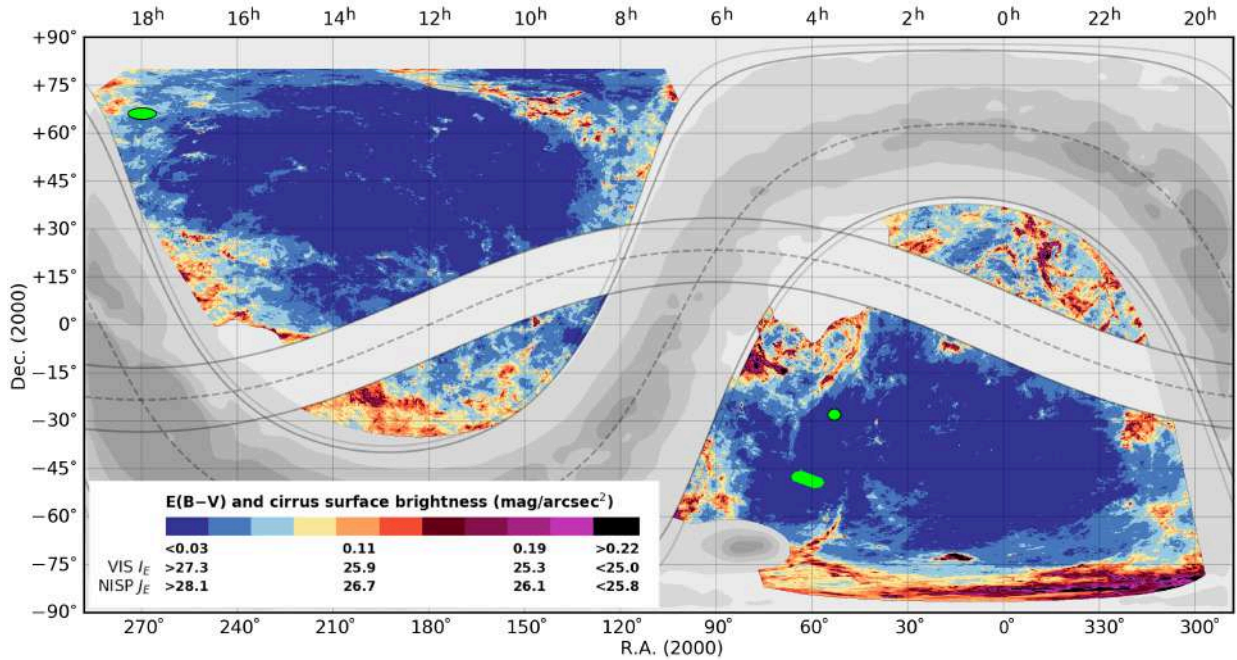 18h 16h 14h 12h 10h 8h 6h 4h 2h 0h 22h 20h
+90°
+75°
+60°
+45°
+30°
+15°
0°
−15°
−30°
−45°
−60°
−75°
−90°
Dec. (2000)
E(B−V) and cirrus surface brightness (mag/arcsec²)
<0.03 0.11 0.19 >0.22
VIS I_E >27.3 25.9 25.3 <25.0
NISP J_E >28.1 26.7 26.1 <25.8
270° 240° 210° 180° 150° 120° 90° 60° 30° 0° 330° 300°
R.A. (2000)